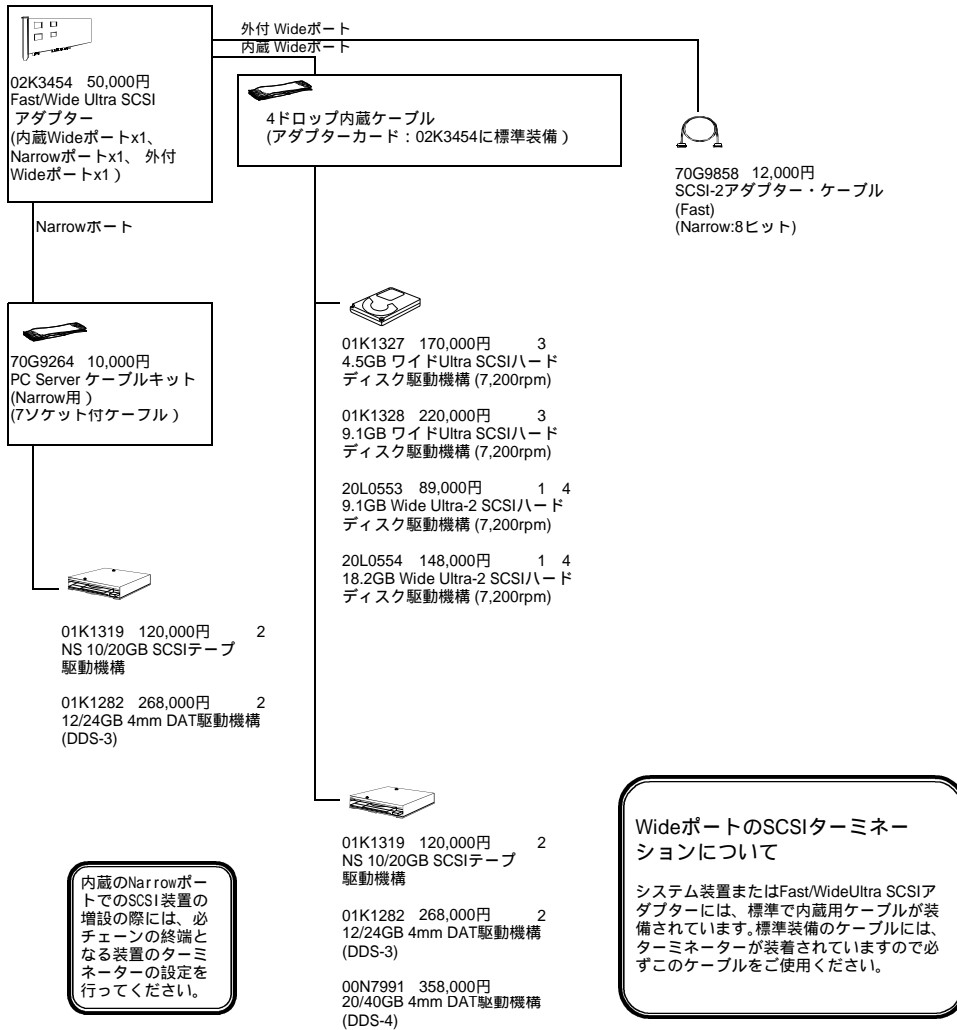 外付 Wideポート
内蔵 Wideポート
02K3454 50,000円
Fast/Wide Ultra SCSI
アダプター
(内蔵Wideポートx1、
Narrowポートx1、 外付
Wideポートx1 )
4ドロップ内蔵ケーブル
(アダプターカード：02K3454に標準装備 )
70G9858 12,000円
SCSI-2アダプター・ケーブル
(Fast)
(Narrow:8ビット)
Narrowポート
70G9264 10,000円
PC Server ケーブルキット
(Narrow用 )
(7ソケット付ケーフル )
01K1327 170,000円 3
4.5GB ワイドUltra SCSIハード
ディスク駆動機構 (7,200rpm)
01K1328 220,000円 3
9.1GB ワイドUltra SCSIハード
ディスク駆動機構 (7,200rpm)
20L0553 89,000円 1 4
9.1GB Wide Ultra-2 SCSIハード
ディスク駆動機構 (7,200rpm)
20L0554 148,000円 1 4
18.2GB Wide Ultra-2 SCSIハード
ディスク駆動機構 (7,200rpm)
01K1319 120,000円 2
NS 10/20GB SCSIテープ
駆動機構
01K1282 268,000円 2
12/24GB 4mm DAT駆動機構
(DDS-3)
01K1319 120,000円 2
NS 10/20GB SCSIテープ
駆動機構
01K1282 268,000円 2
12/24GB 4mm DAT駆動機構
(DDS-3)
00N7991 358,000円
20/40GB 4mm DAT駆動機構
(DDS-4)
内蔵のNarrowポー
トでのSCSI装置の
増設の際には、必
チェーンの終端と
なる装置のターミ
ネーターの設定を
行ってください。
WideポートのSCSIターミネー
ションについて
システム装置またはFast/WideUltra SCSIア
ダプターには、標準で内蔵用ケーブルが装
備されています。標準装備のケーブルには、
ターミネーターが装着されていますので必
ずこのケーブルをご使用ください。